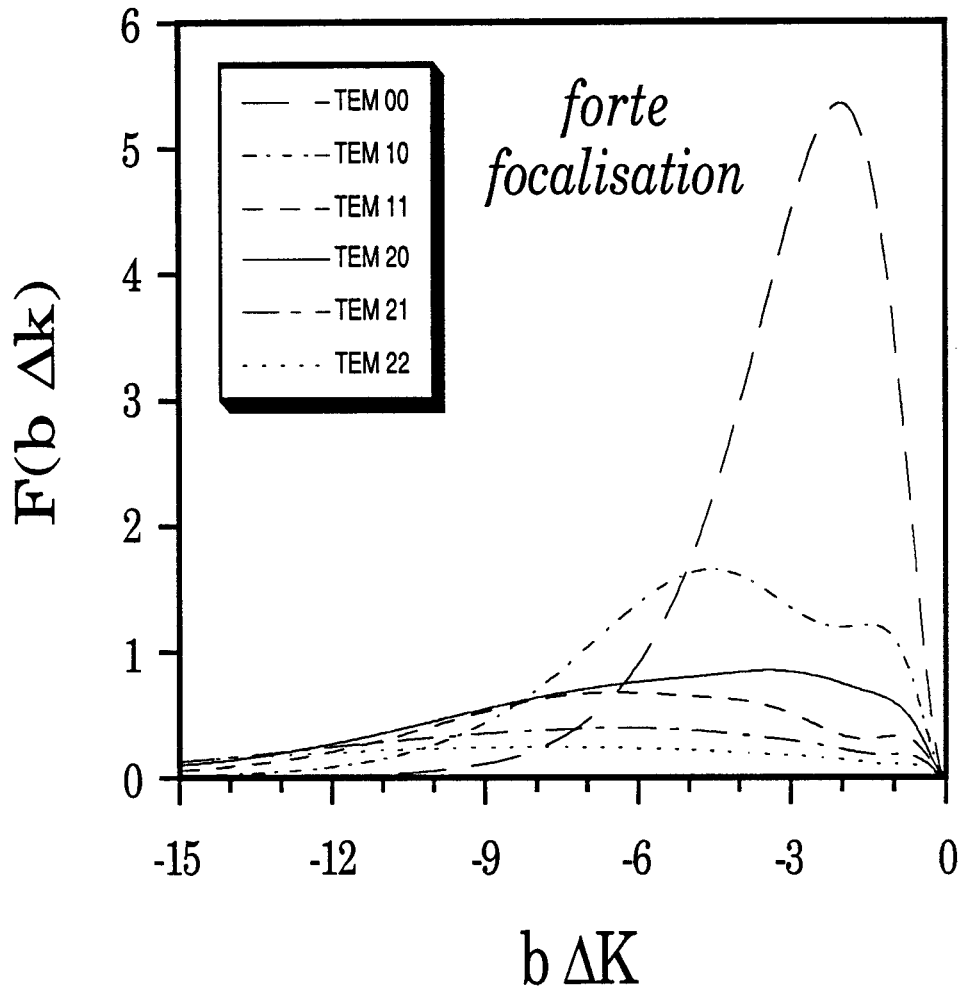 6
5
4
3
2
1
0
F(b Δk)
TEM 00
TEM 10
TEM 11
TEM 20
TEM 21
TEM 22
forte
focalisation
-15 -12 -9 -6 -3 0
b ΔK